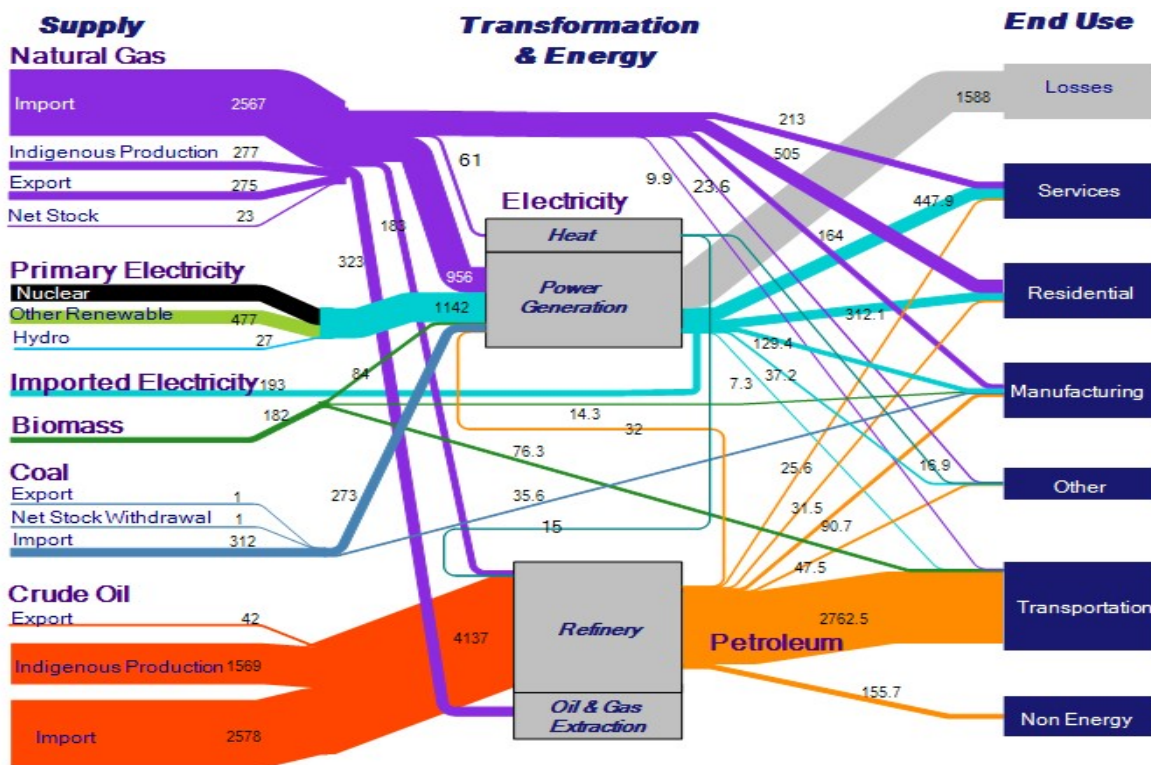 Supply
Transformation
& Energy
End Use
Natural Gas
Import 2567
Indigenous Production 277
Export 275
Net Stock 23
Primary Electricity
Nuclear
Other Renewable 477
Hydro 27
Imported Electricity 193
Biomass 182
Coal
Export 1
Net Stock Withdrawal 1
Import 312
Crude Oil
Export 42
Indigenous Production 1569
Import 2578
61
183
323
956
1142
84
273
4137
Electricity
Heat
Power
Generation
14.3
32
76.3
35.6
15
Refinery
Oil & Gas
Extraction
Petroleum
1588
213
505
9.9
23.6
447.9
164
312.1
129.4
37.2
7.3
25.6
16.9
31.5
90.7
47.5
2762.5
155.7
Losses
Services
Residential
Manufacturing
Other
Transportation
Non Energy